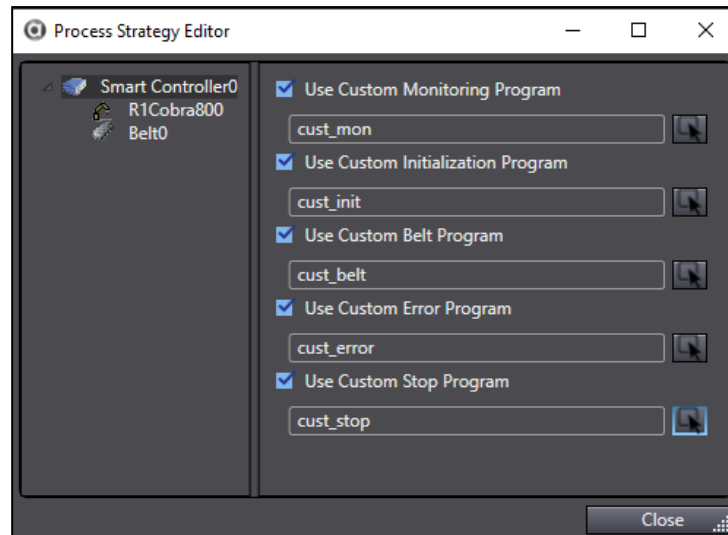 Process Strategy Editor
Smart Controller0
R1Cobra800
Belt0
Use Custom Monitoring Program
cust_mon
Use Custom Initialization Program
cust_init
Use Custom Belt Program
cust_belt
Use Custom Error Program
cust_error
Use Custom Stop Program
cust_stop
Close